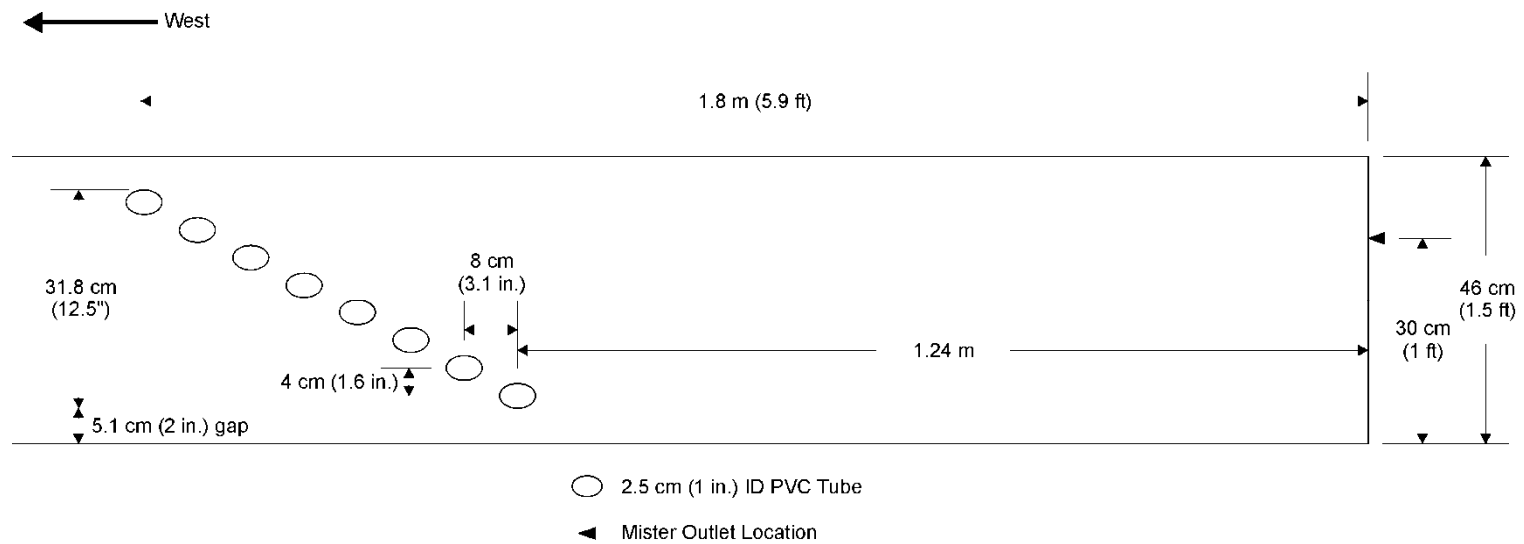 West
1.8 m (5.9 ft)
8 cm
(3.1 in.)
31.8 cm
(12.5")
46 cm
(1.5 ft)
30 cm
(1 ft)
1.24 m
4 cm (1.6 in.)
5.1 cm (2 in.) gap
2.5 cm (1 in.) ID PVC Tube
Mister Outlet Location